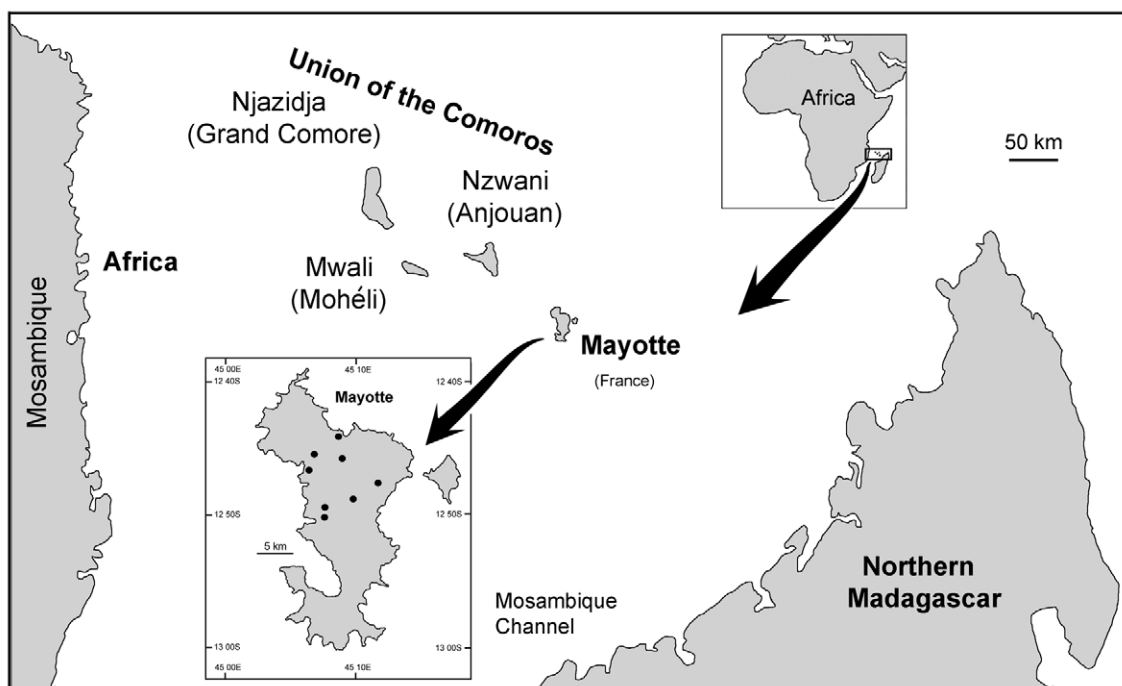 Union of the Comoros
Njazidja
(Grand Comore)
Nzwani
(Anjouan)
Mwali
(Mohéli)
Africa
Mosambique
Africa
50 km
Mayotte
(France)
45 00E
45 10E
12 40S
12 40S
Mayotte
12 50S
12 50S
5 km
13 00S
13 00S
45 00E
45 10E
Mosambique
Channel
Northern
Madagascar